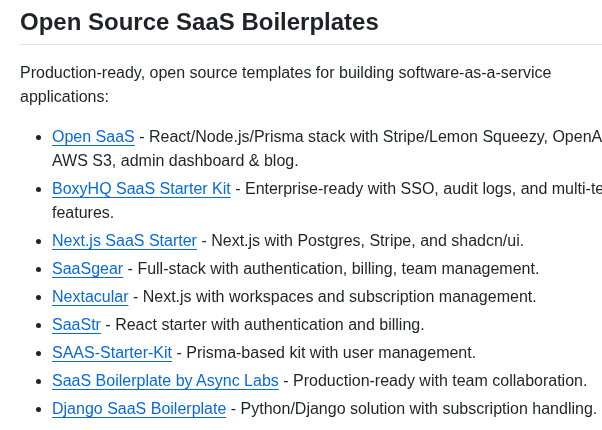 Open Source SaaS Boilerplates
Production-ready, open source templates for building software-as-a-service
applications:
Open SaaS - React/Node.js/Prisma stack with Stripe/Lemon Squeezy,
AWS S3, admin dashboard & blog.
BoxyHQ SaaS Starter Kit - Enterprise-ready with SSO, audit logs, and
features.
Next.js SaaS Starter - Next.js with Postgres, Stripe, and shadcn/ui.
SaaSgear - Full-stack with authentication, billing, team management.
Nextacular - Next.js with workspaces and subscription management.
SaaStr - React starter with authentication and billing.
SAAS-Starter-Kit - Prisma-based kit with user management.
SaaS Boilerplate by Async Labs - Production-ready with team collaboration.
Django SaaS Boilerplate - Python/Django solution with subscription handling.